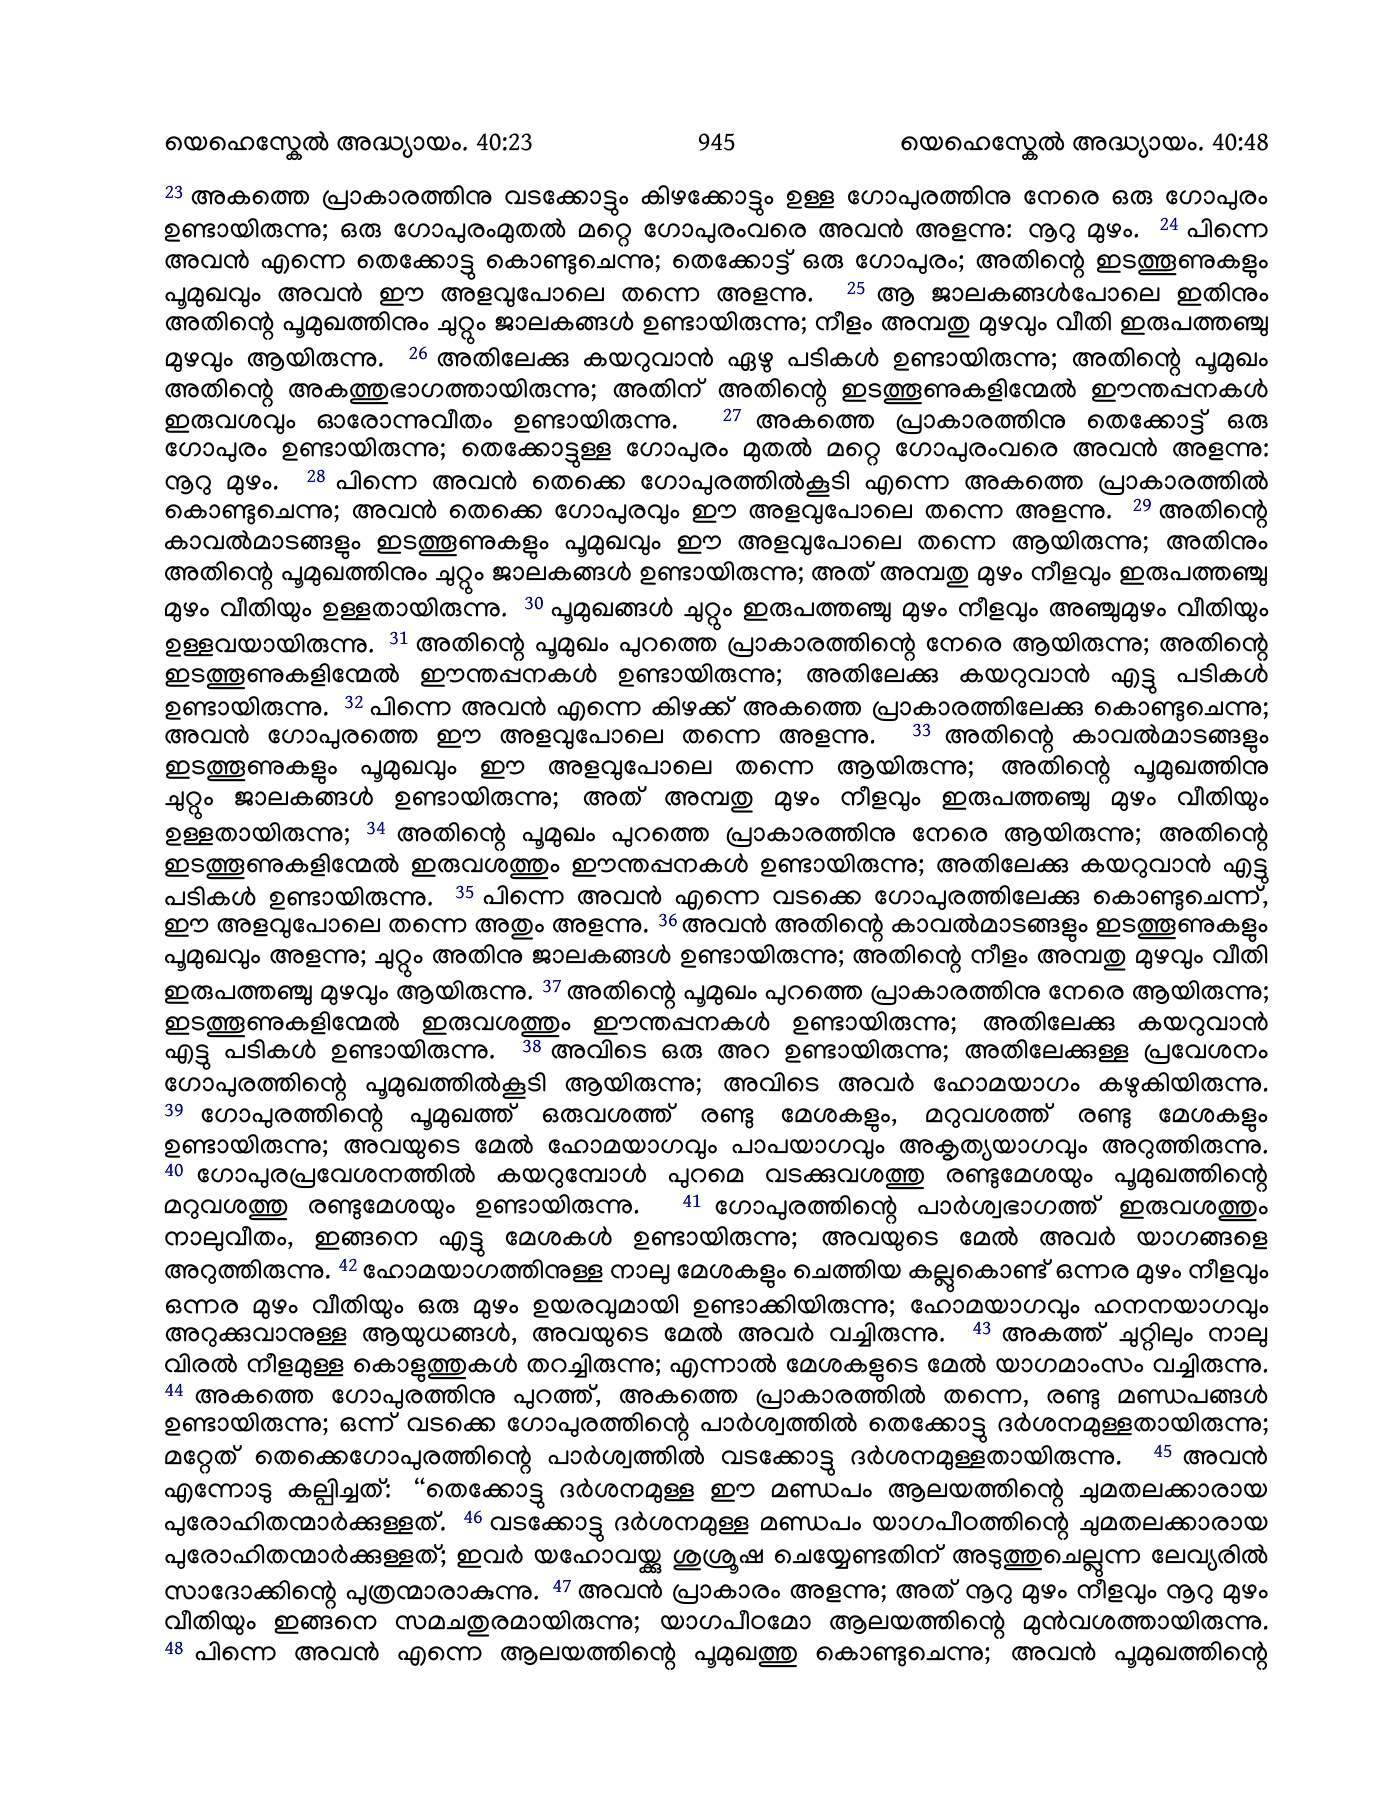 യെഹെസ്കേൽ അദ്ധ്യായം. 40:23 945 യെഹെസ്കേൽ അദ്ധ്യായം. 40:48
23 അകത്തെ പ്രാകാരത്തിനു വടക്കോട്ടും കിഴക്കോട്ടും ഉള്ള ഗോപുരത്തിനു നേരെ ഒരു ഗോപുരം
ഉണ്ടായിരുന്നു; ഒരു ഗോപുരംമുതൽ മറ്റെ ഗോപുരംവരെ അവൻ അളന്നു: നൂറു മുഴം. 24 പിന്നെ
അവൻ എന്നെ തെക്കോട്ടു കൊണ്ടുചെന്നു; തെക്കോട്ട് ഒരു ഗോപുരം; അതിന്റെ ഇടത്തൂണുകളും
പൂമുഖവും അവൻ ഈ അളവുപോലെ തന്നെ അളന്നു. 25 ആ ജാലകങ്ങൾപോലെ ഇതിനും
അതിന്റെ പൂമുഖത്തിനും ചുറ്റും ജാലകങ്ങൾ ഉണ്ടായിരുന്നു; നീളം അമ്പതു മുഴവും വീതി ഇരുപത്തഞ്ചു
മുഴവും ആയിരുന്നു. 26 അതിലേക്കു കയറുവാൻ ഏഴു പടികൾ ഉണ്ടായിരുന്നു; അതിന്റെ പൂമുഖം
അതിന്റെ അകത്തുഭാഗത്തായിരുന്നു; അതിന് അതിന്റെ ഇടത്തൂണുകളിന്മേൽ ഈന്തപ്പനകൾ
ഇരുവശവും ഓരോന്നുവീതം ഉണ്ടായിരുന്നു. 27 അകത്തെ പ്രാകാരത്തിനു തെക്കോട്ട് ഒരു
ഗോപുരം ഉണ്ടായിരുന്നു; തെക്കോട്ടുള്ള ഗോപുരം മുതൽ മറ്റെ ഗോപുരംവരെ അവൻ അളന്നു:
നൂറു മുഴം. 28 പിന്നെ അവൻ തെക്കെ ഗോപുരത്തിൽകൂടി എന്നെ അകത്തെ പ്രാകാരത്തിൽ
കൊണ്ടുചെന്നു; അവൻ തെക്കെ ഗോപുരവും ഈ അളവുപോലെ തന്നെ അളന്നു. 29 അതിന്റെ
കാവൽമാടങ്ങളും ഇടത്തൂണുകളും പൂമുഖവും ഈ അളവുപോലെ തന്നെ ആയിരുന്നു; അതിനും
അതിന്റെ പൂമുഖത്തിനും ചുറ്റും ജാലകങ്ങൾ ഉണ്ടായിരുന്നു; അത് അമ്പതു മുഴം നീളവും ഇരുപത്തഞ്ചു
മുഴം വീതിയും ഉള്ളതായിരുന്നു. 30 പൂമുഖങ്ങൾ ചുറ്റും ഇരുപത്തഞ്ചു മുഴം നീളവും അഞ്ചുമുഴം വീതിയും
ഉള്ളവയായിരുന്നു. 31 അതിന്റെ പൂമുഖം പുറത്തെ പ്രാകാരത്തിന്റെ നേരെ ആയിരുന്നു; അതിന്റെ
ഇടത്തൂണുകളിന്മേൽ ഈന്തപ്പനകൾ ഉണ്ടായിരുന്നു; അതിലേക്കു കയറുവാൻ എട്ടു പടികൾ
ഉണ്ടായിരുന്നു. 32 പിന്നെ അവൻ എന്നെ കിഴക്ക് അകത്തെ പ്രാകാരത്തിലേക്കു കൊണ്ടുചെന്നു;
അവൻ ഗോപുരത്തെ ഈ അളവുപോലെ തന്നെ അളന്നു. 33 അതിന്റെ കാവൽമാടങ്ങളും
ഇടത്തൂണുകളും പൂമുഖവും ഈ അളവുപോലെ തന്നെ ആയിരുന്നു; അതിന്റെ പൂമുഖത്തിനു
ചുറ്റും ജാലകങ്ങൾ ഉണ്ടായിരുന്നു; അത് അമ്പതു മുഴം നീളവും ഇരുപത്തഞ്ചു മുഴം വീതിയും
ഉള്ളതായിരുന്നു; 34 അതിന്റെ പൂമുഖം പുറത്തെ പ്രാകാരത്തിനു നേരെ ആയിരുന്നു; അതിന്റെ
ഇടത്തൂണുകളിന്മേൽ ഇരുവശത്തും ഈന്തപ്പനകൾ ഉണ്ടായിരുന്നു; അതിലേക്കു കയറുവാൻ എട്ടു
പടികൾ ഉണ്ടായിരുന്നു. 35 പിന്നെ അവൻ എന്നെ വടക്കെ ഗോപുരത്തിലേക്കു കൊണ്ടുചെന്ന്,
ഈ അളവുപോലെ തന്നെ അതും അളന്നു. 36 അവൻ അതിന്റെ കാവൽമാടങ്ങളും ഇടത്തൂണുകളും
പൂമുഖവും അളന്നു; ചുറ്റും അതിനു ജാലകങ്ങൾ ഉണ്ടായിരുന്നു; അതിന്റെ നീളം അമ്പതു മുഴവും വീതി
ഇരുപത്തഞ്ചു മുഴവും ആയിരുന്നു. 37 അതിന്റെ പൂമുഖം പുറത്തെ പ്രാകാരത്തിനു നേരെ ആയിരുന്നു;
ഇടത്തൂണുകളിന്മേൽ ഇരുവശത്തും ഈന്തപ്പനകൾ ഉണ്ടായിരുന്നു; അതിലേക്കു കയറുവാൻ
എട്ടു പടികൾ ഉണ്ടായിരുന്നു. 38 അവിടെ ഒരു അറ ഉണ്ടായിരുന്നു; അതിലേക്കുള്ള പ്രവേശനം
ഗോപുരത്തിന്റെ പൂമുഖത്തിൽകൂടി ആയിരുന്നു; അവിടെ അവർ ഹോമയാഗം കഴുകിയിരുന്നു.
39 ഗോപുരത്തിന്റെ പൂമുഖത്ത് ഒരുവശത്ത് രണ്ടു മേശകളും, മറുവശത്ത് രണ്ടു മേശകളും
ഉണ്ടായിരുന്നു; അവയുടെ മേൽ ഹോമയാഗവും പാപയാഗവും അകൃത്യയാഗവും അറുത്തിരുന്നു.
40 ഗോപുരപ്രവേശനത്തിൽ കയറുമ്പോൾ പുറമെ വടക്കുവശത്തു രണ്ടുമേശയും പൂമുഖത്തിന്റെ
മറുവശത്തു രണ്ടുമേശയും ഉണ്ടായിരുന്നു. 41 ഗോപുരത്തിന്റെ പാർശ്വഭാഗത്ത് ഇരുവശത്തും
നാലുവീതം, ഇങ്ങനെ എട്ടു മേശകൾ ഉണ്ടായിരുന്നു; അവയുടെ മേൽ അവർ യാഗങ്ങളെ
അറുത്തിരുന്നു. 42 ഹോമയാഗത്തിനുള്ള നാലു മേശകളും ചെത്തിയ കല്ലുകൊണ്ട് ഒന്നര മുഴം നീളവും
ഒന്നര മുഴം വീതിയും ഒരു മുഴം ഉയരവുമായി ഉണ്ടാക്കിയിരുന്നു; ഹോമയാഗവും ഹനനയാഗവും
അറുക്കുവാനുള്ള ആയുധങ്ങൾ, അവയുടെ മേൽ അവർ വച്ചിരുന്നു. 43 അകത്ത് ചുറ്റിലും നാലു
വിരൽ നീളമുള്ള കൊളുത്തുകൾ തറച്ചിരുന്നു; എന്നാൽ മേശകളുടെ മേൽ യാഗമാംസം വച്ചിരുന്നു.
44 അകത്തെ ഗോപുരത്തിനു പുറത്ത്, അകത്തെ പ്രാകാരത്തിൽ തന്നെ, രണ്ടു മണ്ഡപങ്ങൾ
ഉണ്ടായിരുന്നു; ഒന്ന് വടക്കെ ഗോപുരത്തിന്റെ പാർശ്വത്തിൽ തെക്കോട്ടു ദർശനമുള്ളതായിരുന്നു;
മറ്റേത് തെക്കെഗോപുരത്തിന്റെ പാർശ്വത്തിൽ വടക്കോട്ടു ദർശനമുള്ളതായിരുന്നു. 45 അവൻ
എന്നോടു കല്പിച്ചത്: “തെക്കോട്ടു ദർശനമുള്ള ഈ മണ്ഡപം ആലയത്തിന്റെ ചുമതലക്കാരായ
പുരോഹിതന്മാർക്കുള്ളത്. 46 വടക്കോട്ടു ദർശനമുള്ള മണ്ഡപം യാഗപീഠത്തിന്റെ ചുമതലക്കാരായ
പുരോഹിതന്മാർക്കുള്ളത്; ഇവർ യഹോവയ്ക്കു ശുശ്രൂഷ ചെയ്യേണ്ടതിന് അടുത്തുചെല്ലുന്ന ലേവ്യരിൽ
സാദോക്കിന്റെ പുത്രന്മാരാകുന്നു. 47 അവൻ പ്രാകാരം അളന്നു; അത് നൂറു മുഴം നീളവും നൂറു മുഴം
വീതിയും ഇങ്ങനെ സമചതുരമായിരുന്നു; യാഗപീഠമോ ആലയത്തിന്റെ മുൻവശത്തായിരുന്നു.
48 പിന്നെ അവൻ എന്നെ ആലയത്തിന്റെ പൂമുഖത്തു കൊണ്ടുചെന്നു; അവൻ പൂമുഖത്തിന്റെ